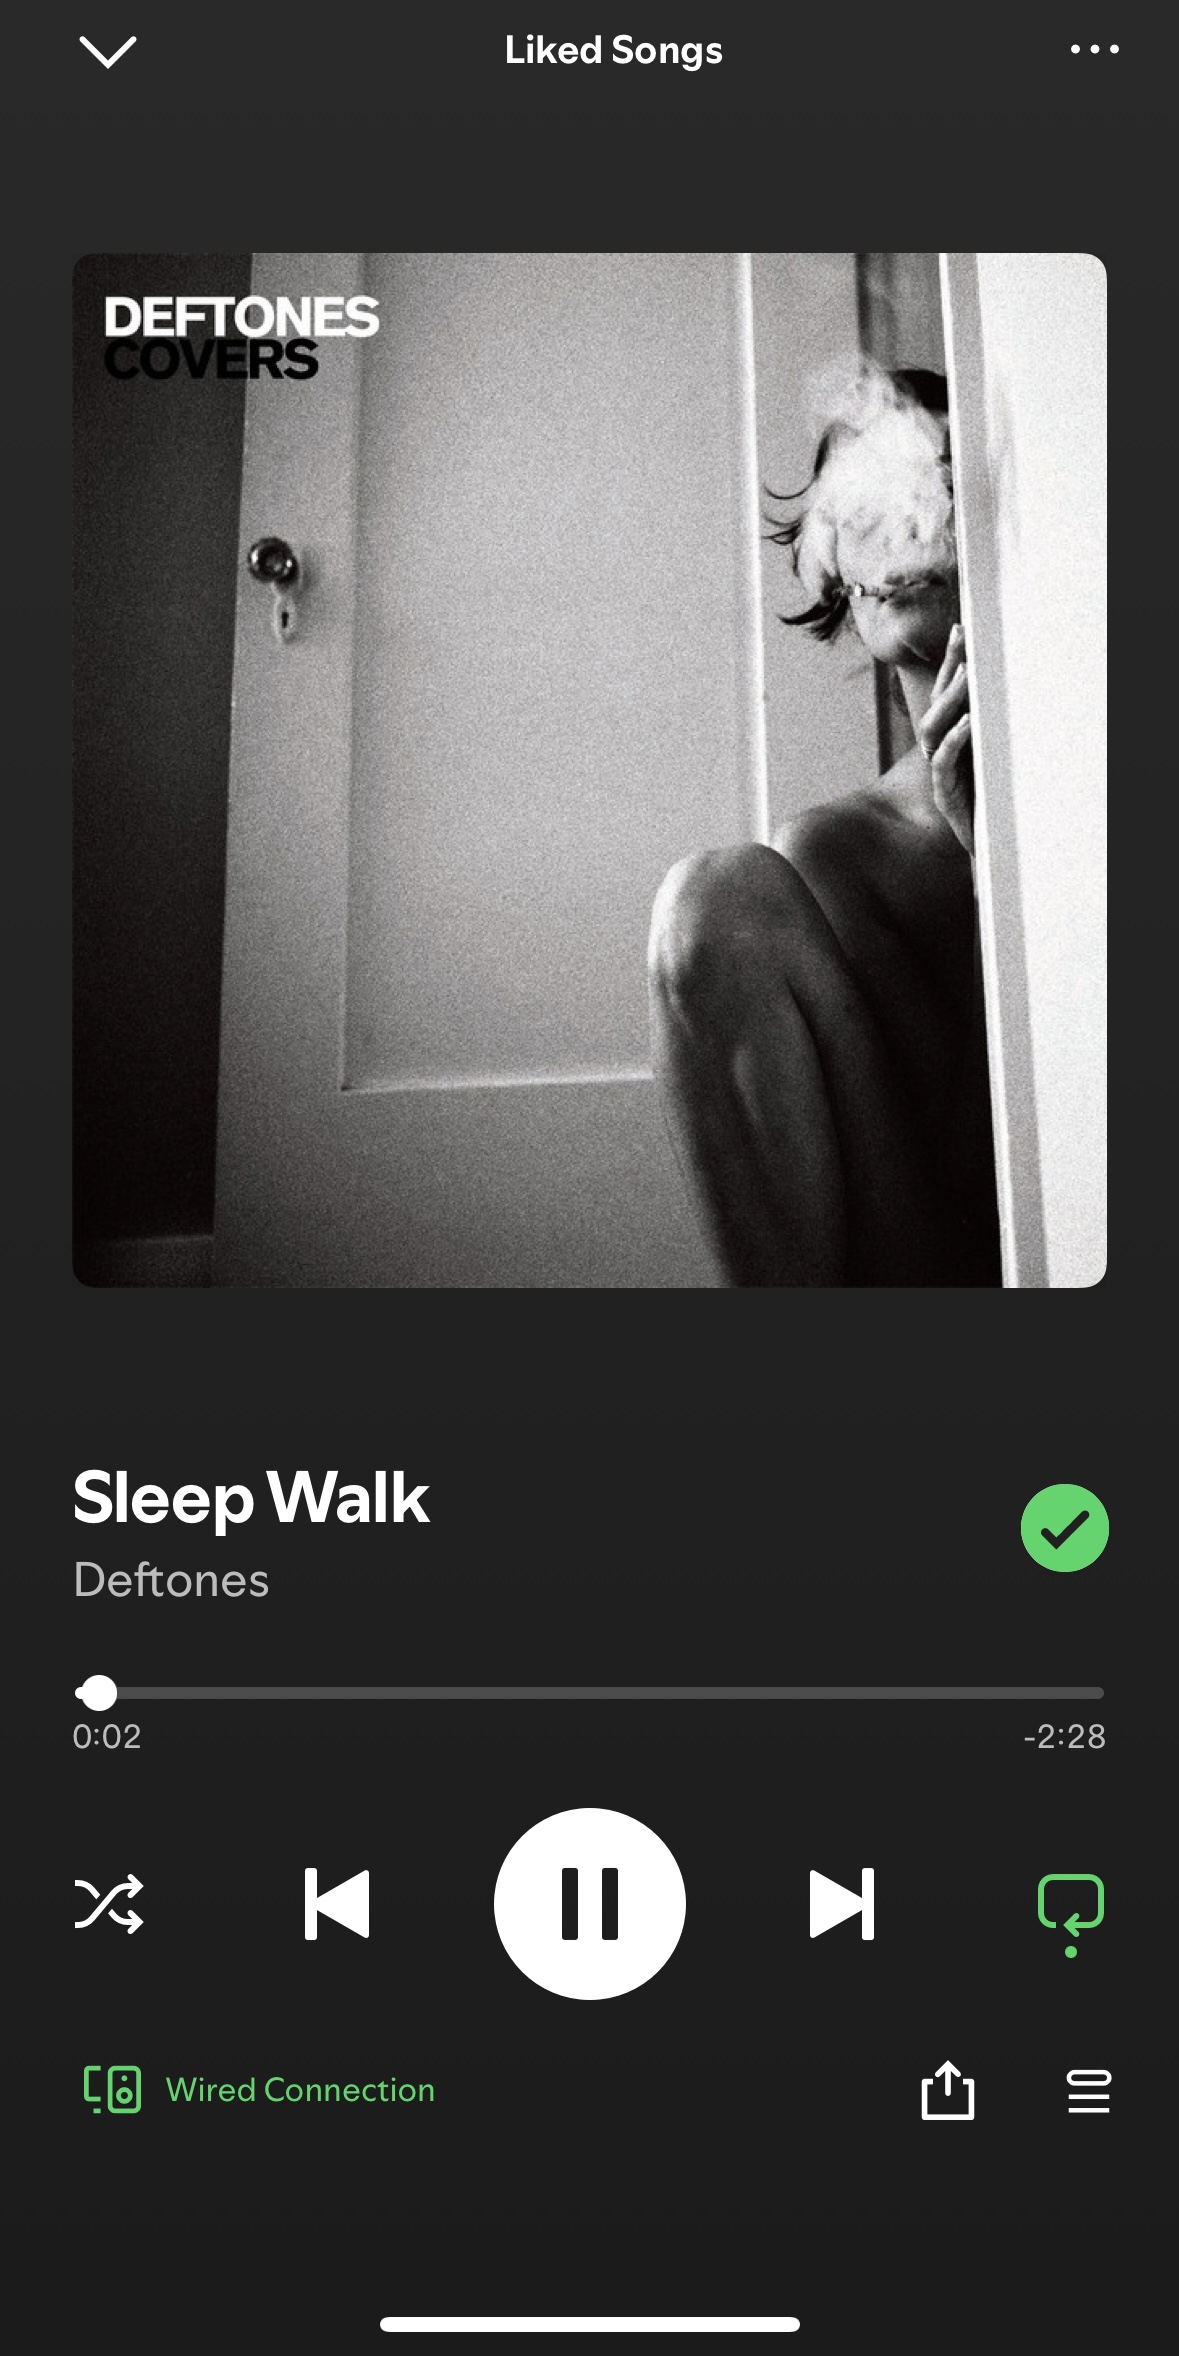 Liked Songs
DEFTONES
COVERS
Sleep Walk
Deftones
0:02
-2:28
Wired Connection